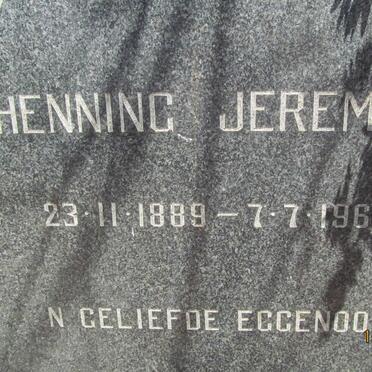 HENNING JEREM
23·11·1889 – 7·7·196
N GELIEFDE EGGENOO